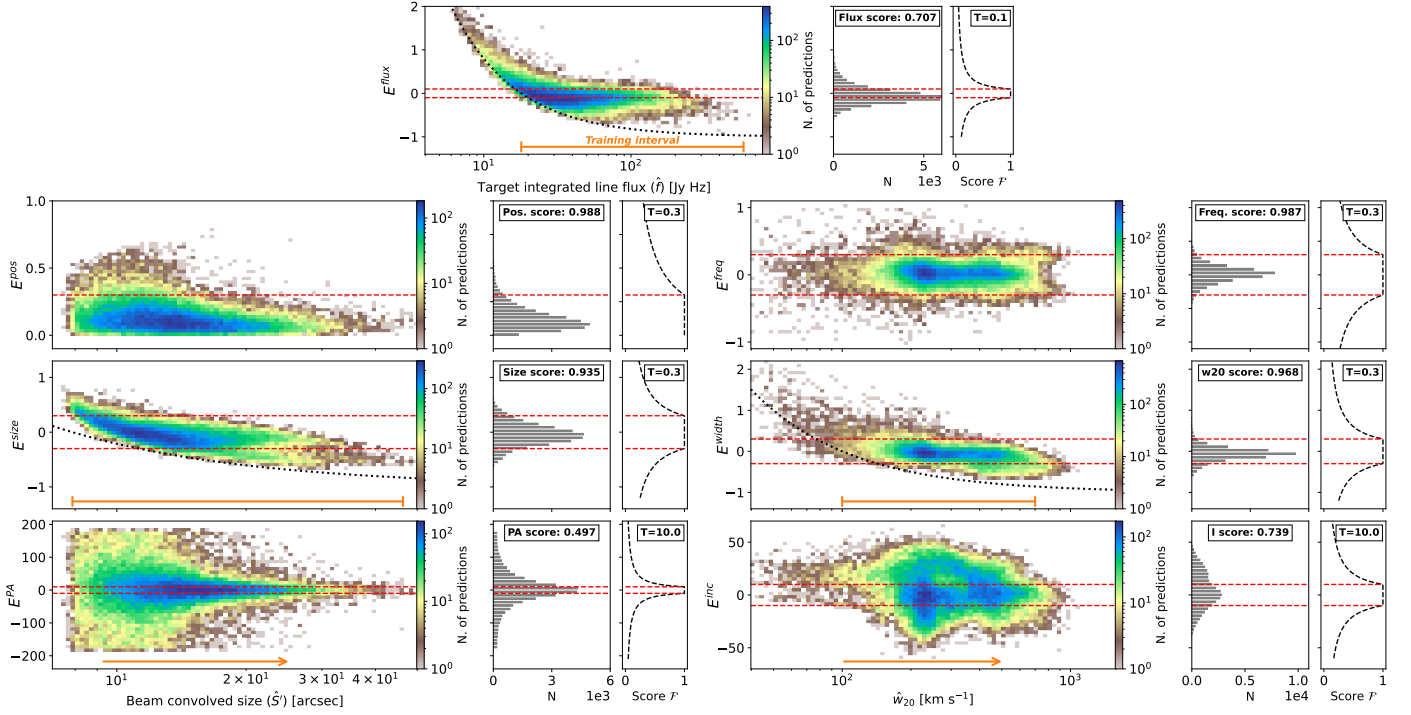 2
1
0
−1
E^flux
10^1
10^2
Target integrated line flux (f̂) [Jy Hz]
Training interval
10^2
10^1
10^0
N. of predictions
Flux score: 0.707
0
5
N
1e3
T=0.1
0
1
Score F
1.0
0.5
0.0
E^pos
10^2
10^1
10^0
N. of predictions
Pos. score: 0.988
T=0.3
1
0
−1
E^freq
10^2
10^1
10^0
N. of predictionss
Freq. score: 0.987
T=0.3
1
0
−1
E^size
10^2
10^1
10^0
N. of predictions
Size score: 0.935
T=0.3
2
1
0
−1
E^width
10^2
10^1
10^0
N. of predictions
w20 score: 0.968
T=0.3
200
100
0
−100
−200
E^PA
10^1
2 × 10^1
3 × 10^1
4 × 10^1
Beam convolved size (Ŝ′) [arcsec]
10^2
10^1
10^0
N. of predictions
PA score: 0.497
0
3
6
N
1e3
T=10.0
0
1
Score F
50
0
−50
E^inc
10^2
10^3
ŵ20 [km s−1]
10^2
10^1
10^0
N. of predictions
I score: 0.739
0.0
0.5
1.0
N
1e4
T=10.0
0
1
Score F